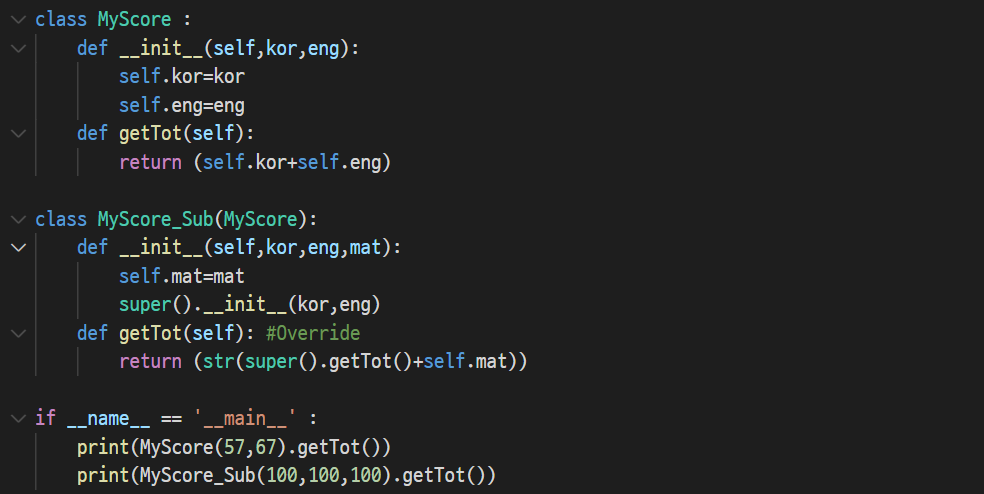 class MyScore :
    def __init__(self,kor,eng):
        self.kor=kor
        self.eng=eng
    def getTot(self):
        return (self.kor+self.eng)

class MyScore_Sub(MyScore):
    def __init__(self,kor,eng,mat):
        self.mat=mat
        super().__init__(kor,eng)
    def getTot(self): #Override
        return (str(super().getTot()+self.mat))

if __name__ == '__main__' :
    print(MyScore(57,67).getTot())
    print(MyScore_Sub(100,100,100).getTot())